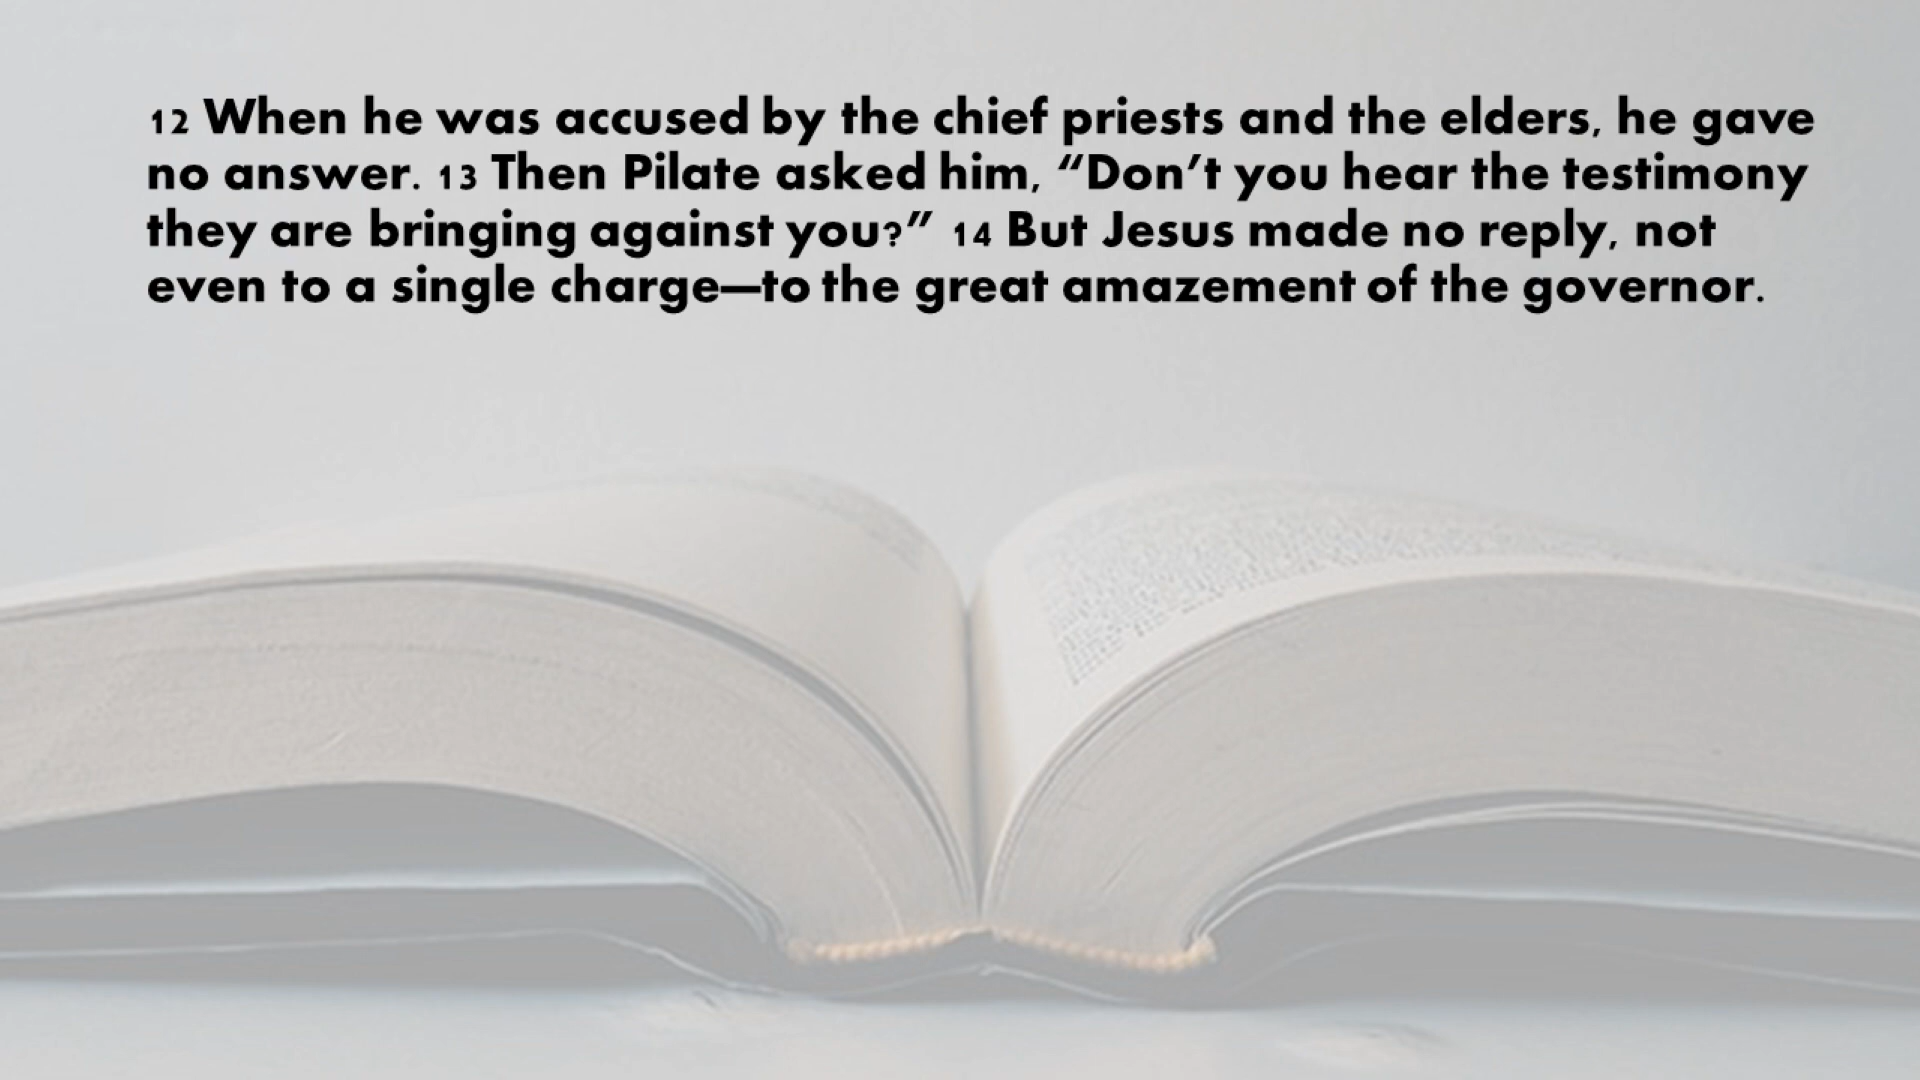 12 When he was accused by the chief priests and the elders, he gave
no answer. 13 Then Pilate asked him, “Don’t you hear the testimony
they are bringing against you?” 14 But Jesus made no reply, not
even to a single charge—to the great amazement of the governor.